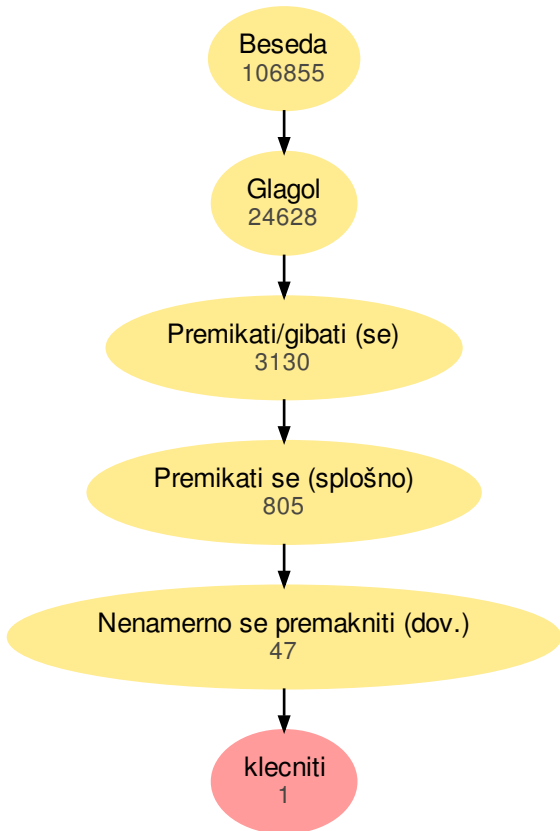 Beseda
106855
Glagol
24628
Premikati/gibati (se)
3130
Premikati se (splošno)
805
Nenamerno se premakniti (dov.)
47
klecniti
1